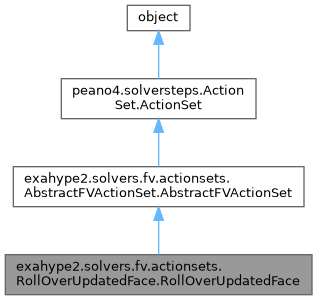 object
peano4.solversteps.Action
Set.ActionSet
exahype2.solvers.fv.actionsets.
AbstractFVActionSet.AbstractFVActionSet
exahype2.solvers.fv.actionsets.
RollOverUpdatedFace.RollOverUpdatedFace